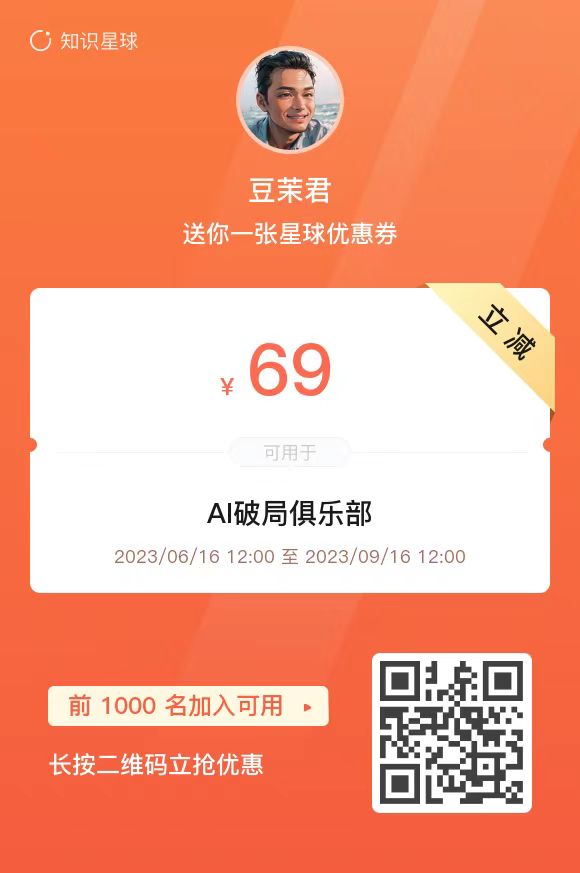 知识星球
豆茉君
送你一张星球优惠券
立减
¥ 69
可用于
AI破局俱乐部
2023/06/16 12:00 至 2023/09/16 12:00
前 1000 名加入可用
长按二维码立抢优惠